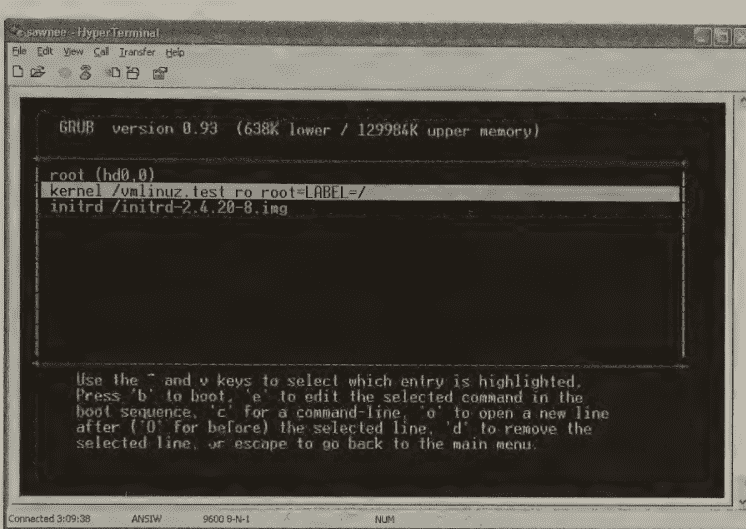 sawnee - HyperTerminal
File Edit View Call Transfer Help
GRUB version 0.93 (638K lower / 129984K upper memory)
root (hd0,0)
kernel /vmlinuz.test ro root=LABEL=/
initrd /initrd-2.4.20-8.img
Use the ^ and v keys to select which entry is highlighted.
Press 'b' to boot, 'e' to edit the selected command in the
boot sequence, 'c' for a command-line, 'o' to open a new line
after ('O' for before) the selected line, 'd' to remove the
selected line, or escape to go back to the main menu.
Connected 3:09:38 ANSIW 9600 8-N-1 NUM